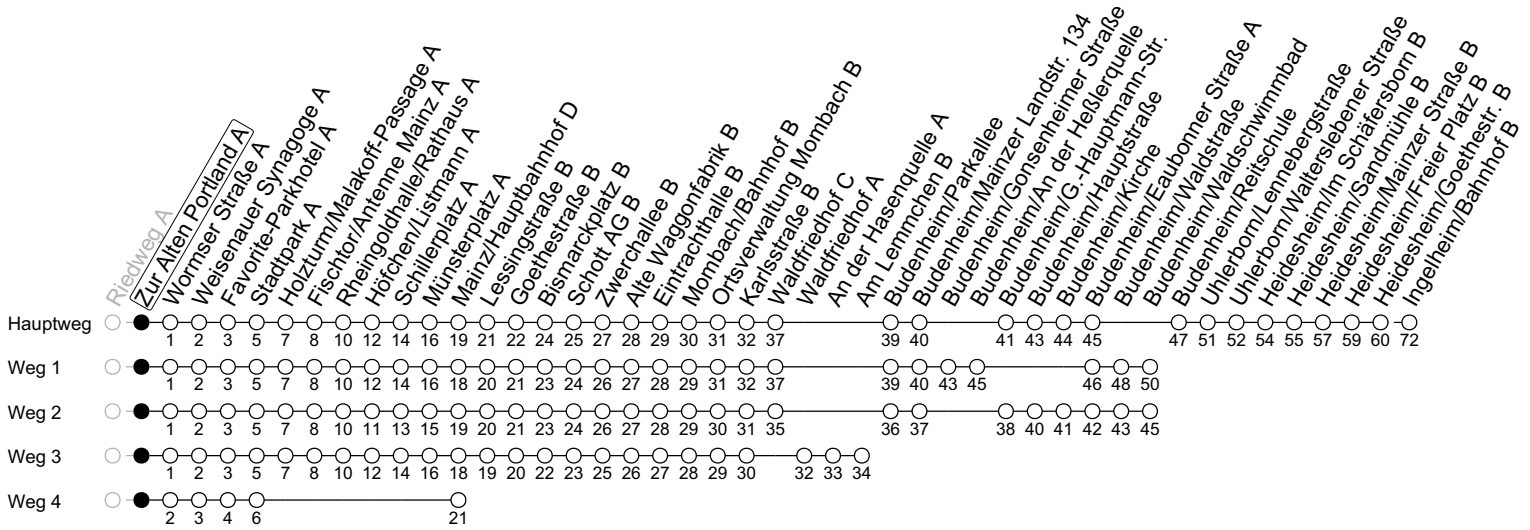 Riedweg A
Zur Alten Portland A
Wormser Straße A
Weisenauer Synagoge A
Favorite-Parkhotel A
Stadtpark A
Holzturm/Malakoff-Passage A
Fischtor/Antenne Mainz A
Rheingoldhalle/Rathaus A
Höfchen/Listmann A
Schillerplatz A
Münsterplatz A
Mainz/Hauptbahnhof D
Lessingstraße B
Goethestraße B
Bismarckplatz B
Schott AG B
Zwerchallee B
Alte Waggonfabrik B
Eintrachthalle B
Mombach/Bahnhof B
Ortsverwaltung Mombach B
Karlsstraße B
Waldfriedhof C
Waldfriedhof A
An der Hasenquelle A
Am Lemmchen B
Budenheim/Parkallee
Budenheim/Mainzer Landstr. 134
Budenheim/Gonsenheimer Straße
Budenheim/An der Heßlerquelle
Budenheim/G.-Hauptmann-Str.
Budenheim/Hauptstraße
Budenheim/Kirche
Budenheim/Eaubonner Straße A
Budenheim/Waldstraße
Budenheim/Waldschwimmbad
Budenheim/Reitschule
Uhlerborn/Lennebergstraße
Uhlerborn/Walterslebener Straße
Heidesheim/Im Schäfersborn B
Heidesheim/Sandmühle B
Heidesheim/Mainzer Straße B
Heidesheim/Freier Platz B
Heidesheim/Goethestr. B
Ingelheim/Bahnhof B
Hauptweg
1 2 3 5 7 8 10 12 14 16 19 21 22 24 25 27 28 29 30 31 32 37 39 40 41 43 44 45 47 51 52 54 55 57 59 60 72
Weg 1
1 2 3 5 7 8 10 12 14 16 18 20 21 23 24 26 27 28 29 31 32 37 39 40 43 45 46 48 50
Weg 2
1 2 3 5 7 8 10 11 13 15 19 20 21 23 24 26 27 28 29 30 31 35 36 37 38 40 41 42 43 45
Weg 3
1 2 3 5 7 8 10 12 14 16 18 19 20 22 23 25 26 27 28 29 30 32 33 34
Weg 4
2 3 4 6 21